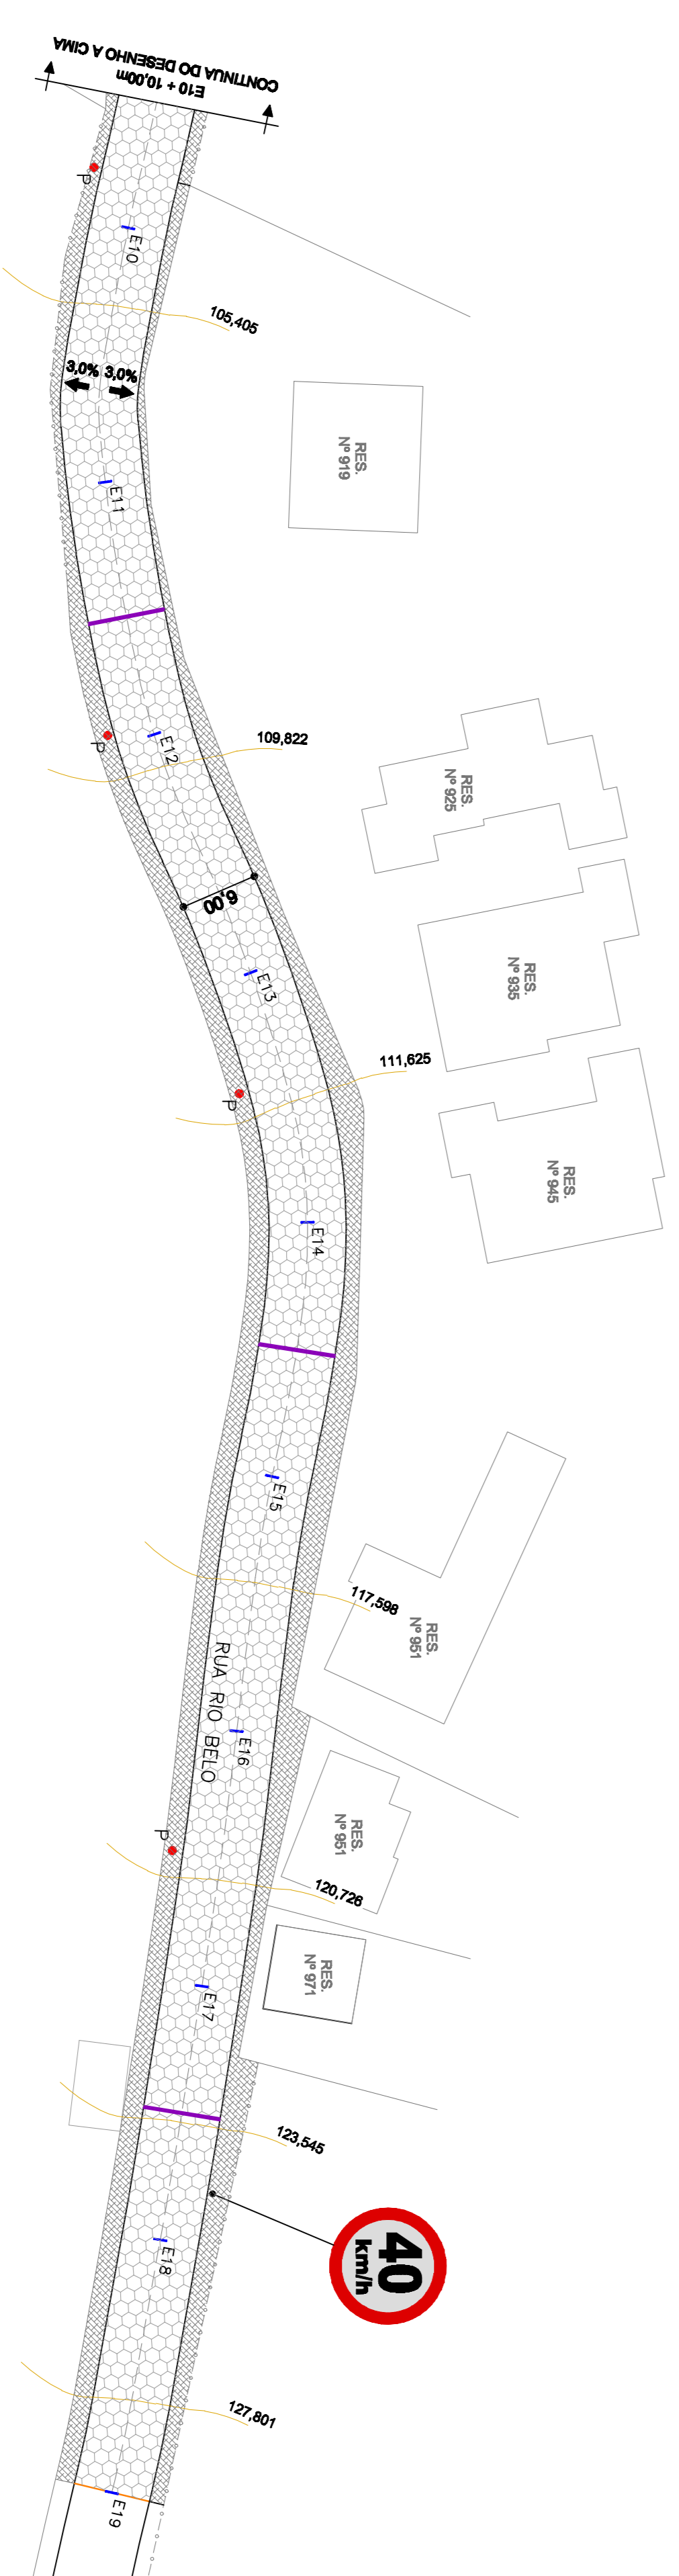 CONTINUA DO DESENHO A CIMA
E10 + 10,00m
P
E10
105,405
3,0% 3,0%
RES.
Nº 919
E11
P
E12
109,822
RES.
Nº 925
6,00
RES.
Nº 935
E13
111,625
P
RES.
Nº 945
E14
E15
117,598
RES.
Nº 951
RUA RIO BELO
E16
P
RES.
Nº 951
120,726
RES.
Nº 971
E17
123,545
40
km/h
E18
127,801
E19